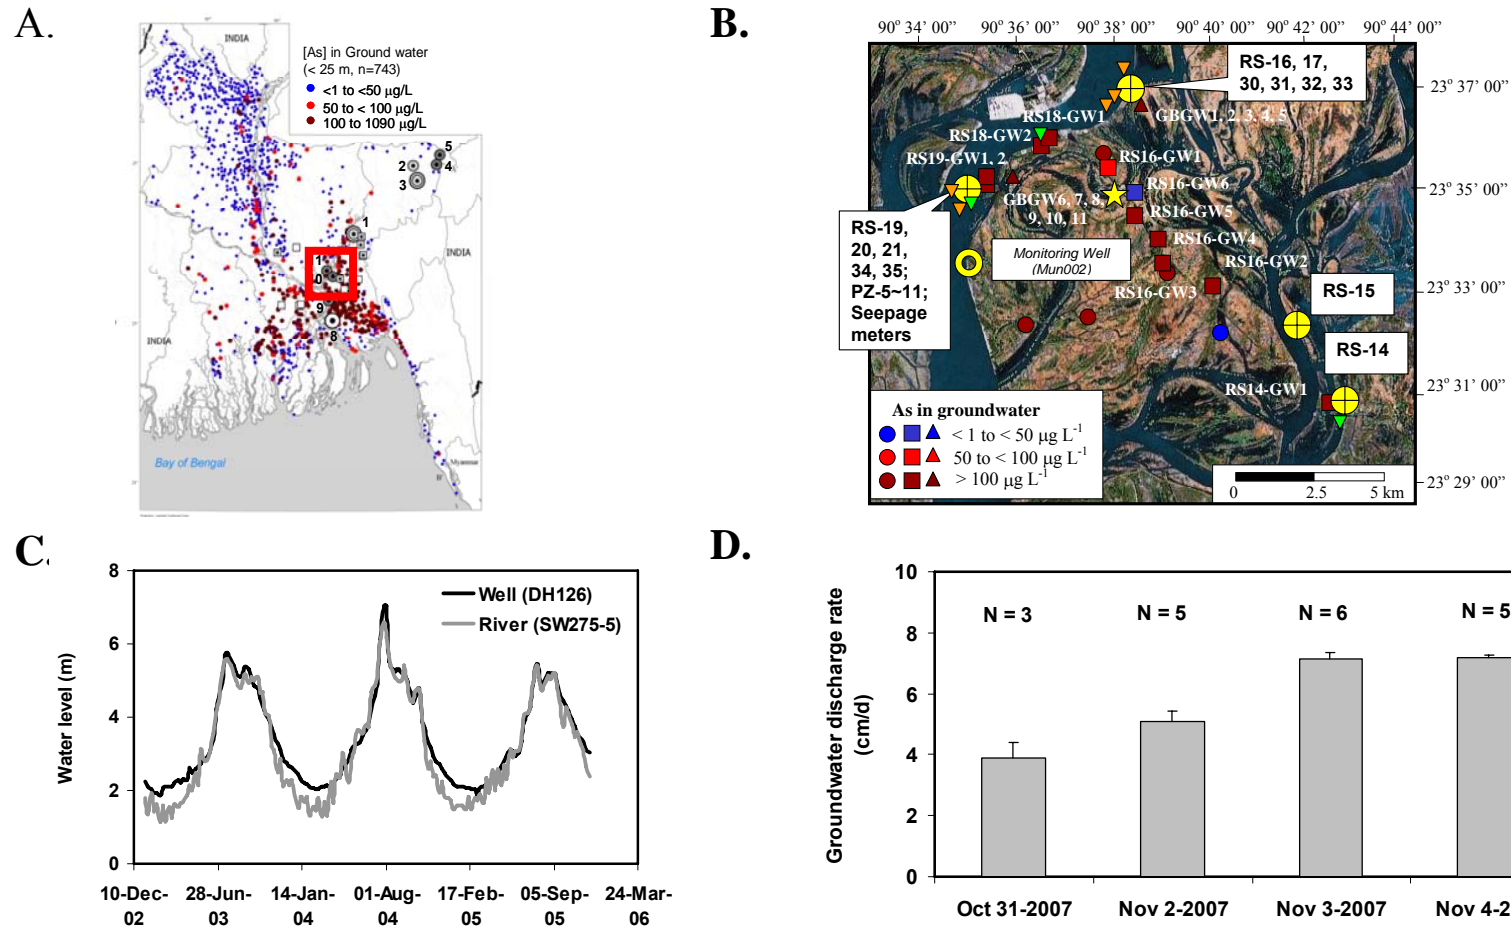 A.
INDIA
[As] in Ground water
(< 25 m, n=743)
<1 to <50 µg/L
50 to < 100 µg/L
100 to 1090 µg/L
5
2
4
3
1
INDIA
1
0
9
8
INDIA
Bay of Bengal
Myanmar
B.
90° 34' 00”
90° 36' 00”
90° 38' 00”
90° 40' 00”
90° 42' 00”
90° 44' 00”
RS-16, 17,
30, 31, 32, 33
23° 37' 00”
RS18-GW1
GBGW1, 2, 3, 4, 5
RS18-GW2
RS19-GW1, 2
RS16-GW1
RS16-GW6
23° 35' 00”
GBGW6, 7, 8,
9, 10, 11
RS16-GW5
RS-19,
20, 21,
34, 35;
PZ-5~11;
Seepage
meters
RS16-GW4
Monitoring Well
(Mun002)
RS16-GW2
RS16-GW3
RS-15
23° 33' 00”
RS-14
RS14-GW1
23° 31' 00”
As in groundwater
< 1 to < 50 µg L-1
50 to < 100 µg L-1
> 100 µg L-1
0
2.5
5 km
23° 29' 00”
C.
Water level (m)
8
6
4
2
0
Well (DH126)
River (SW275-5)
10-Dec-
02
28-Jun-
03
14-Jan-
04
01-Aug-
04
17-Feb-
05
05-Sep-
05
24-Mar-
06
D.
Groundwater discharge rate
(cm/d)
10
8
6
4
2
0
N = 3
N = 5
N = 6
N = 5
Oct 31-2007
Nov 2-2007
Nov 3-2007
Nov 4-2